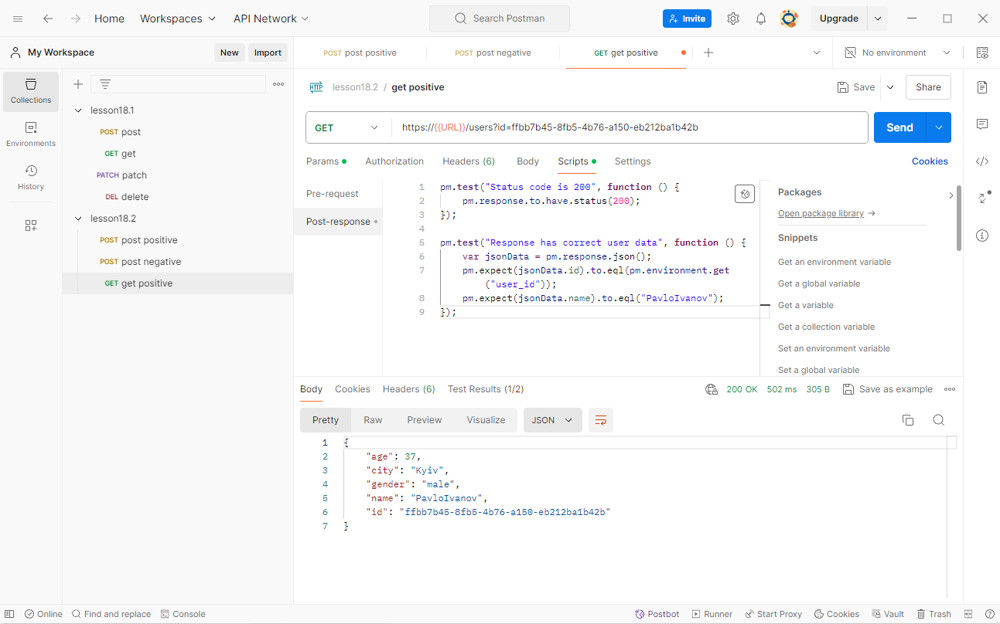 Home Workspaces API Network Search Postman Invite Upgrade
My Workspace New Import POST post positive POST post negative GET get positive No environment
Collections
Environments
History
lesson18.1
POST post
GET get
PATCH patch
DEL delete
lesson18.2
POST post positive
POST post negative
GET get positive
HTTP lesson18.2 / get positive Save Share
GET https://{{URL}}/users?id=ffbb7b45-8fb5-4b76-a150-eb212ba1b42b Send
Params Authorization Headers (6) Body Scripts Settings Cookies
Pre-request
Post-response
1 pm.test("Status code is 200", function () {
2 pm.response.to.have.status(200);
3 });
4
5 pm.test("Response has correct user data", function () {
6 var jsonData = pm.response.json();
7 pm.expect(jsonData.id).to.eql(pm.environment.get
("user_id"));
8 pm.expect(jsonData.name).to.eql("PavloIvanov");
9 });
Packages
Open package library →
Snippets
Get an environment variable
Get a global variable
Get a variable
Get a collection variable
Set an environment variable
Set a global variable
Body Cookies Headers (6) Test Results (1/2) 200 OK 502 ms 305 B Save as example
Pretty Raw Preview Visualize JSON
1 {
2 "age": 37,
3 "city": "Kyiv",
4 "gender": "male",
5 "name": "PavloIvanov",
6 "id": "ffbb7b45-8fb5-4b76-a150-eb212ba1b42b"
7 }
Online Find and replace Console Postbot Runner Start Proxy Cookies Vault Trash